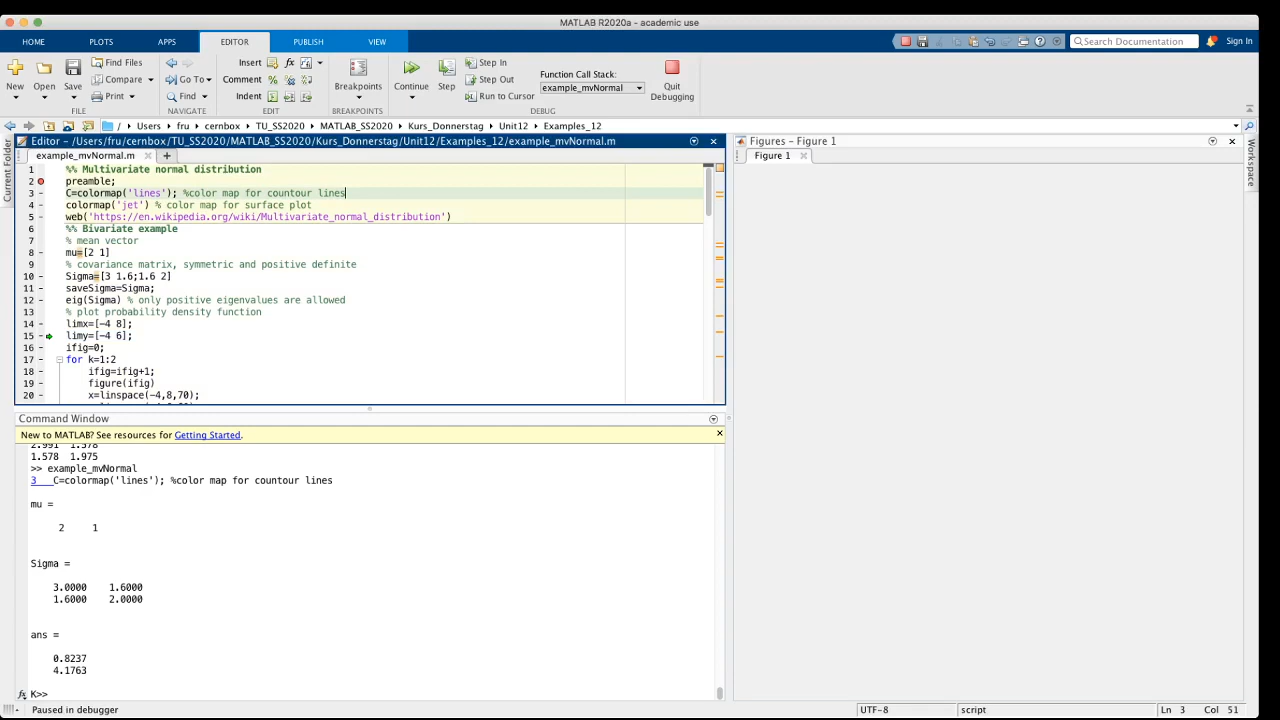 MATLAB R2020a - academic use
HOME PLOTS APPS EDITOR PUBLISH VIEW Search Documentation Sign In
New Open Save Find Files Compare Print Go To Find Insert fx Comment Indent Breakpoints Continue Step Step In Step Out Run to Cursor Function Call Stack: example_mvNormal Quit Debugging
FILE NAVIGATE EDIT BREAKPOINTS DEBUG
/ Users fru cernbox TU_SS2020 MATLAB_SS2020 Kurs_Donnerstag Unit12 Examples_12
Current Folder
Editor - /Users/fru/cernbox/TU_SS2020/MATLAB_SS2020/Kurs_Donnerstag/Unit12/Examples_12/example_mvNormal.m
example_mvNormal.m
1 %% Multivariate normal distribution
2 preamble;
3 - C=colormap('lines'); %color map for countour lines
4 - colormap('jet') % color map for surface plot
5 - web('https://en.wikipedia.org/wiki/Multivariate_normal_distribution')
6 %% Bivariate example
7 % mean vector
8 - mu=[2 1]
9 % covariance matrix, symmetric and positive definite
10 - Sigma=[3 1.6;1.6 2]
11 - saveSigma=Sigma;
12 - eig(Sigma) % only positive eigenvalues are allowed
13 % plot probability density function
14 - limx=[-4 8];
15 - limy=[-4 6];
16 - ifig=0;
17 - for k=1:2
18 - ifig=ifig+1;
19 - figure(ifig)
20 - x=linspace(-4,8,70);
Command Window
New to MATLAB? See resources for Getting Started.
2.991 1.578
1.578 1.975
>> example_mvNormal
3 C=colormap('lines'); %color map for countour lines
mu =
2 1
Sigma =
3.0000 1.6000
1.6000 2.0000
ans =
0.8237
4.1763
fx K>>
Figures - Figure 1
Figure 1
Workspace
Paused in debugger UTF-8 script Ln 3 Col 51